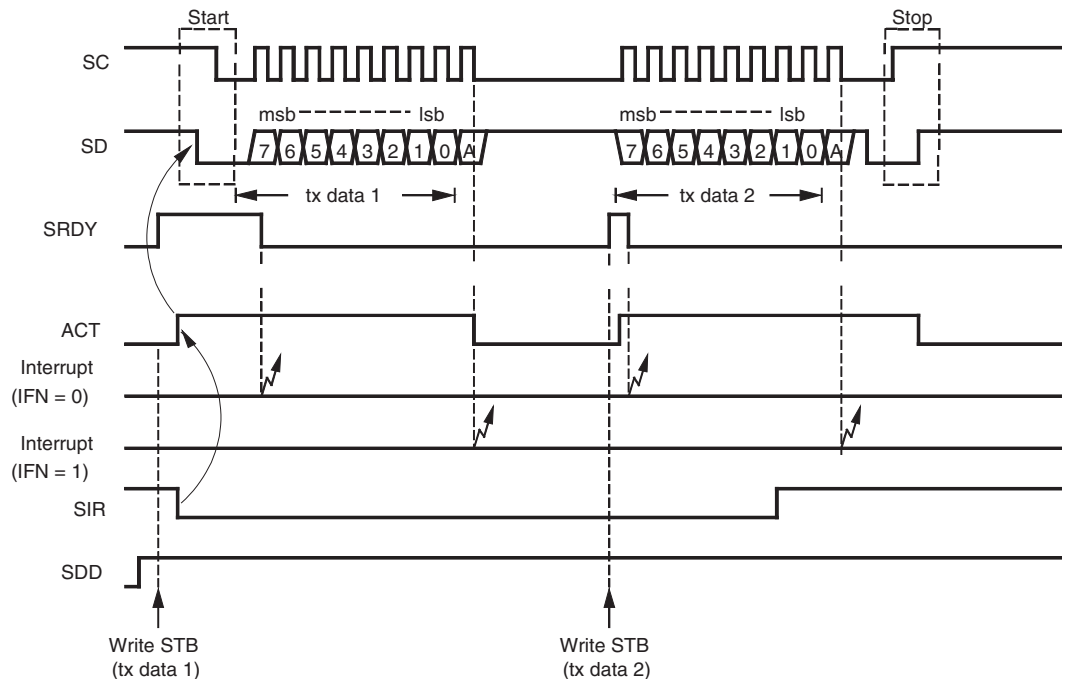 Start
Stop
SC
msb lsb msb lsb
SD 7 6 5 4 3 2 1 0 A 7 6 5 4 3 2 1 0 A
tx data 1 tx data 2
SRDY
ACT
Interrupt
(IFN = 0)
Interrupt
(IFN = 1)
SIR
SDD
Write STB
(tx data 1)
Write STB
(tx data 2)